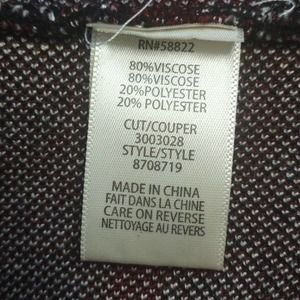 RN#58822
80%VISCOSE
80%VISCOSE
20%POLYESTER
20% POLYESTER
CUT/COUPER
3003028
STYLE/STYLE
8708719
MADE IN CHINA
FAIT DANS LA CHINE
CARE ON REVERSE
NETTOYAGE AU REVERS